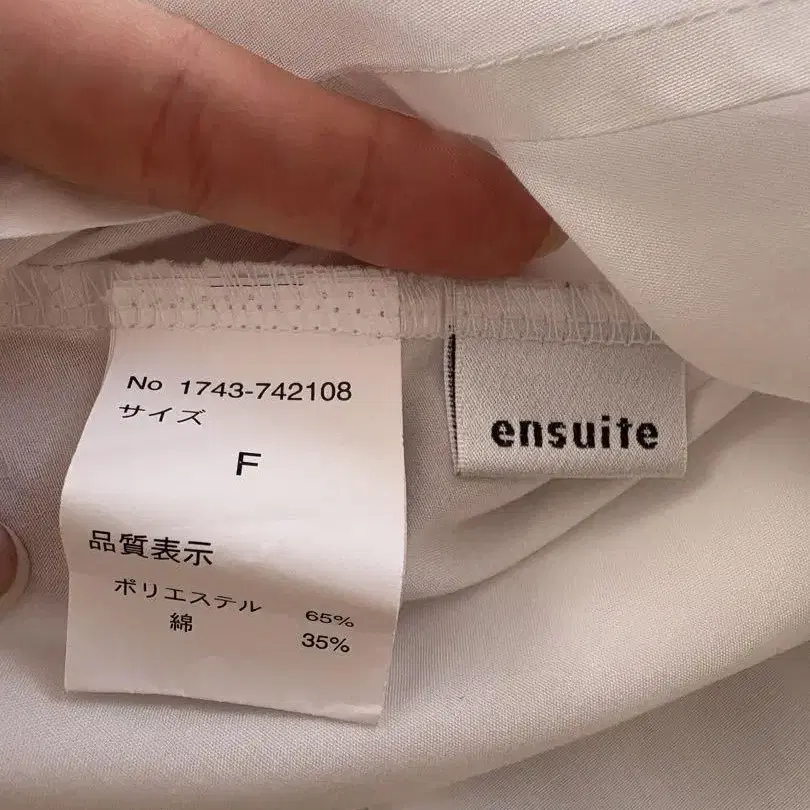 No 1743-742108
サイズ
F
品質表示
ポリエステル 65%
綿 35%
ensuite